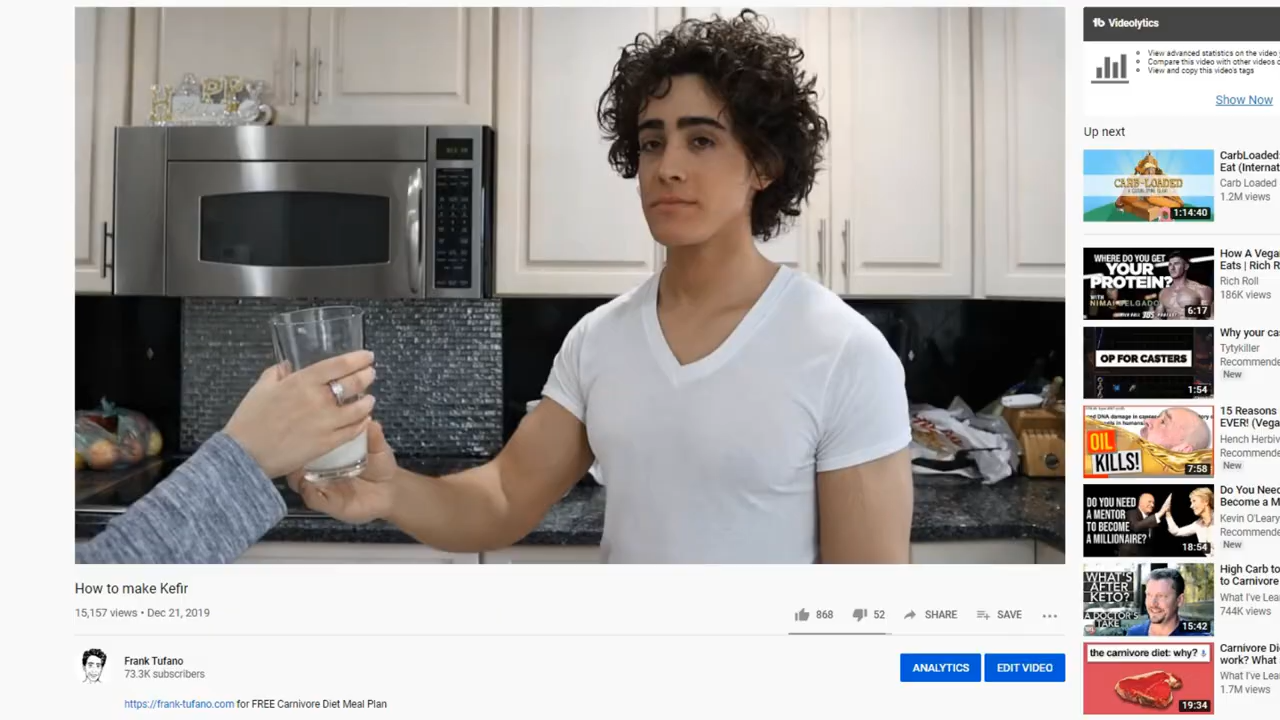 Videolytics
View advanced statistics on the video
Compare this video with other videos
View and copy this video's tags
Show Now
Up next
CARB-LOADED
1:14:40
CarbLoaded:
Eat (Internat
Carb Loaded
1.2M views
WHERE DO YOU GET
YOUR
PROTEIN?
WITH
6:17
How A Vega
Eats | Rich R
Rich Roll
186K views
OP FOR CASTERS
1:54
Why your ca
Tytykiller
Recommende
New
OIL
KILLS!
7:58
15 Reasons
EVER! (Vega
Hench Herbiv
Recommende
New
DO YOU NEED
A MENTOR
TO BECOME
A MILLIONAIRE?
18:54
Do You Need
Become a M
Kevin O'Leary
Recommende
New
WHAT'S
AFTER
KETO?
A DOCTOR'S
TAKE
15:42
High Carb to
to Carnivore
What I've Lea
744K views
the carnivore diet: why?
19:34
Carnivore Di
work? What
What I've Lea
1.7M views
How to make Kefir
15,157 views • Dec 21, 2019
868
52
SHARE
SAVE
Frank Tufano
73.3K subscribers
ANALYTICS
EDIT VIDEO
https://frank-tufano.com for FREE Carnivore Diet Meal Plan